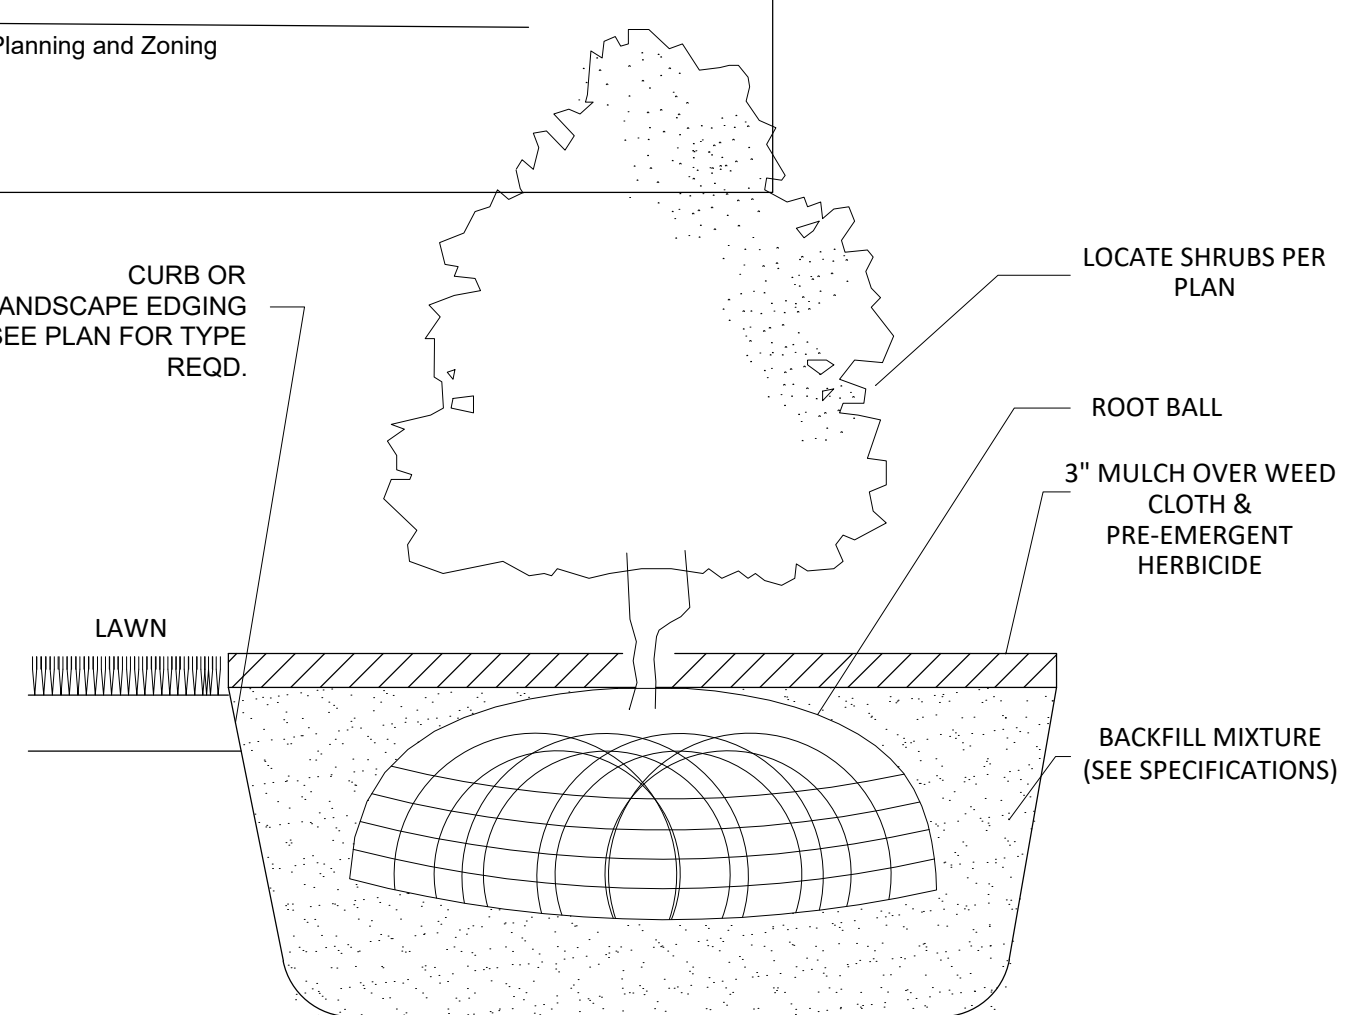 Planning and Zoning
CURB OR
LANDSCAPE EDGING
SEE PLAN FOR TYPE
REQD.
LOCATE SHRUBS PER
PLAN
ROOT BALL
3" MULCH OVER WEED
CLOTH &
PRE-EMERGENT
HERBICIDE
LAWN
BACKFILL MIXTURE
(SEE SPECIFICATIONS)